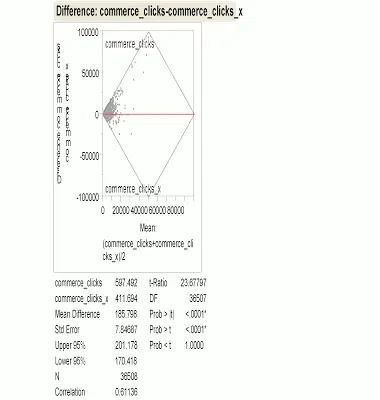 Difference: commerce_clicks-commerce_clicks_x
100000
50000
0
-50000
-100000
commerce_clicks
commerce_clicks_x
0 20000 40000 60000 80000
Mean:
(commerce_clicks+commerce_cli
cks_x)/2
commerce_clicks 597.492 t-Ratio 23.67797
commerce_clicks_x 411.694 DF 36507
Mean Difference 185.798 Prob > |t| <.0001*
Std Error 7.84687 Prob > t <.0001*
Upper 95% 201.178 Prob < t 1.0000
Lower 95% 170.418
N 36508
Correlation 0.61136